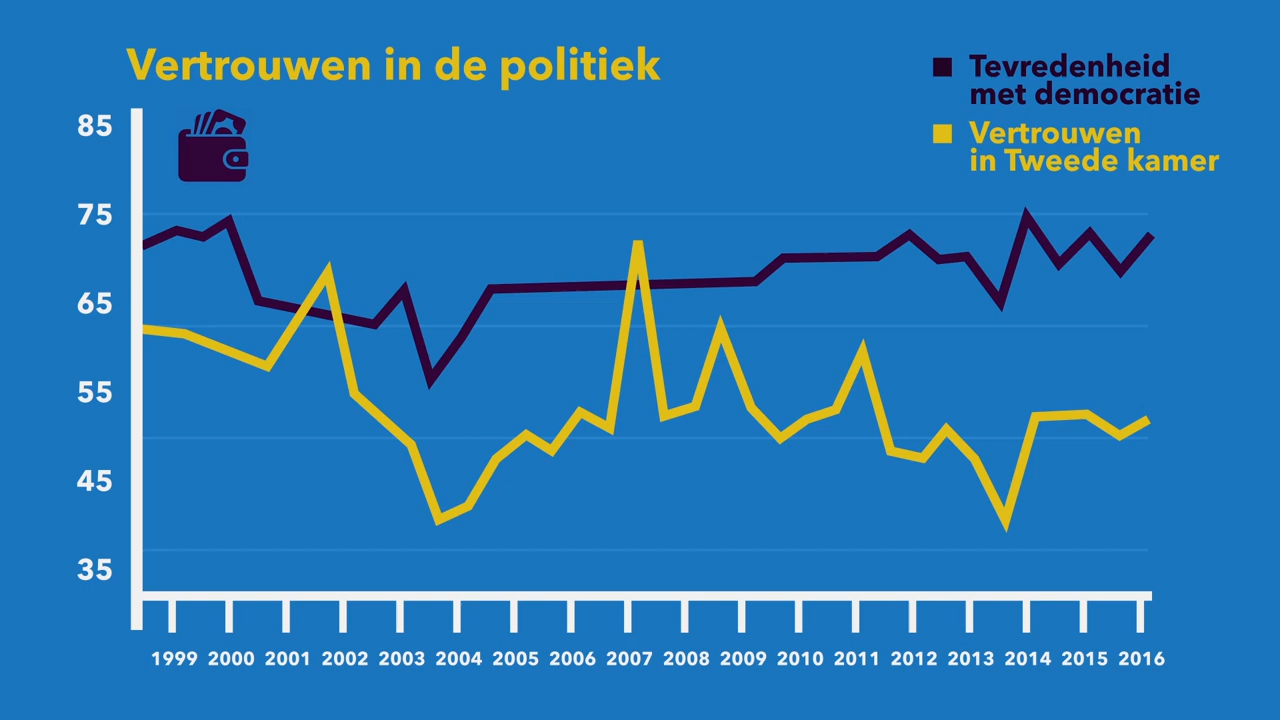 Vertrouwen in de politiek
Tevredenheid
met democratie
Vertrouwen
in Tweede kamer
85
75
65
55
45
35
1999 2000 2001 2002 2003 2004 2005 2006 2007 2008 2009 2010 2011 2012 2013 2014 2015 2016